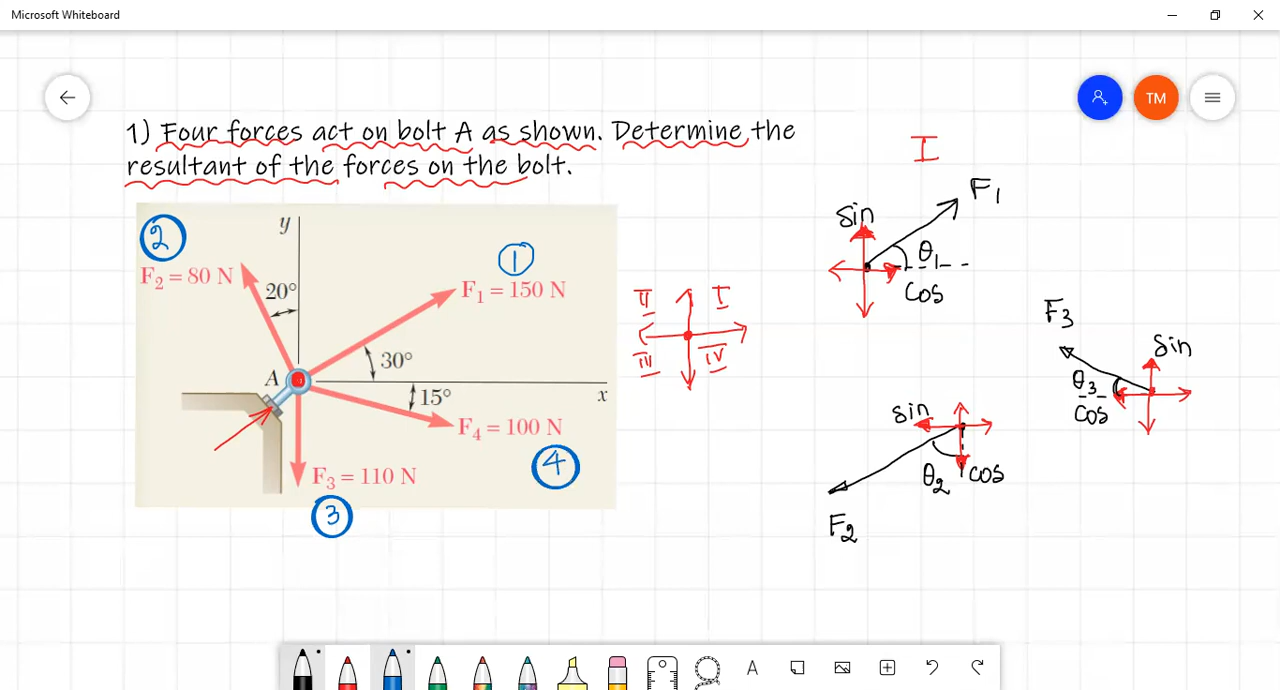 Microsoft Whiteboard
TM
1) Four forces act on bolt A as shown. Determine the
resultant of the forces on the bolt.
2
y
F₂ = 80 N
20°
1
F₁ = 150 N
30°
A
x
15°
F₄ = 100 N
4
F₃ = 110 N
3
II
I
III
IV
I
F₁
sin
θ₁
cos
F₃
sin
θ₃
cos
sin
θ₂
cos
F₂
A